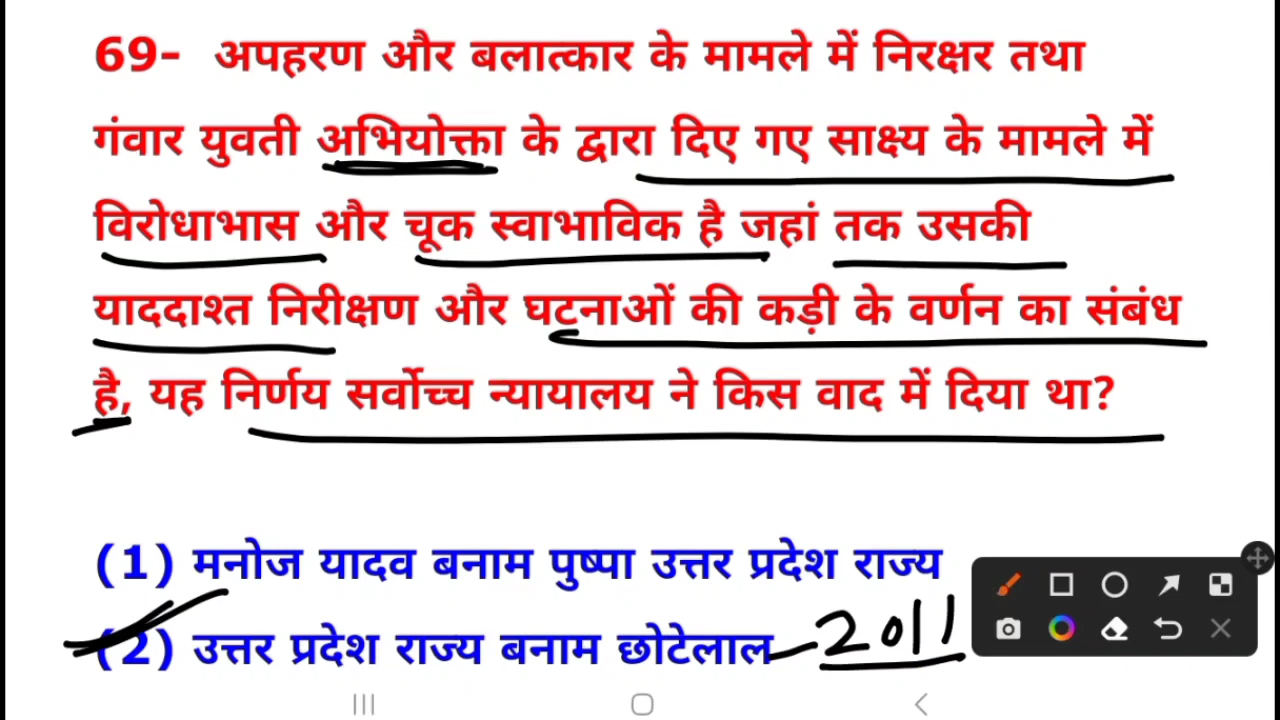 69- अपहरण और बलात्कार के मामले में निरक्षर तथा
गंवार युवती अभियोक्ता के द्वारा दिए गए साक्ष्य के मामले में
विरोधाभास और चूक स्वाभाविक है जहां तक उसकी
याददाश्त निरीक्षण और घटनाओं की कड़ी के वर्णन का संबंध
है, यह निर्णय सर्वोच्च न्यायालय ने किस वाद में दिया था?
(1) मनोज यादव बनाम पुष्पा उत्तर प्रदेश राज्य
(2) उत्तर प्रदेश राज्य बनाम छोटेलाल - 2011